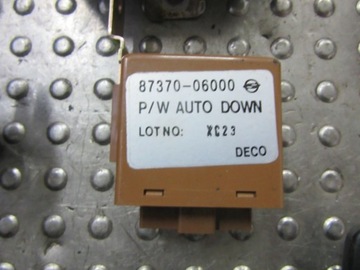 87370-06000
P/W AUTO DOWN
LOT NO: XC23
DECO